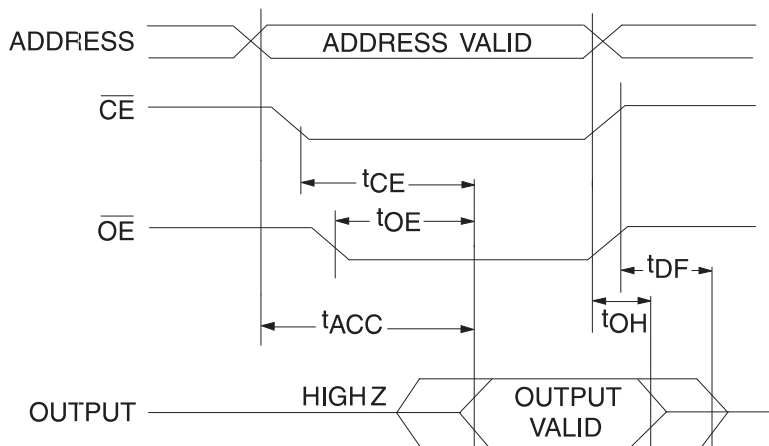 ADDRESS
ADDRESS VALID
CE
tCE
tOE
OE
tDF
tACC
tOH
HIGH Z
OUTPUT
OUTPUT
VALID